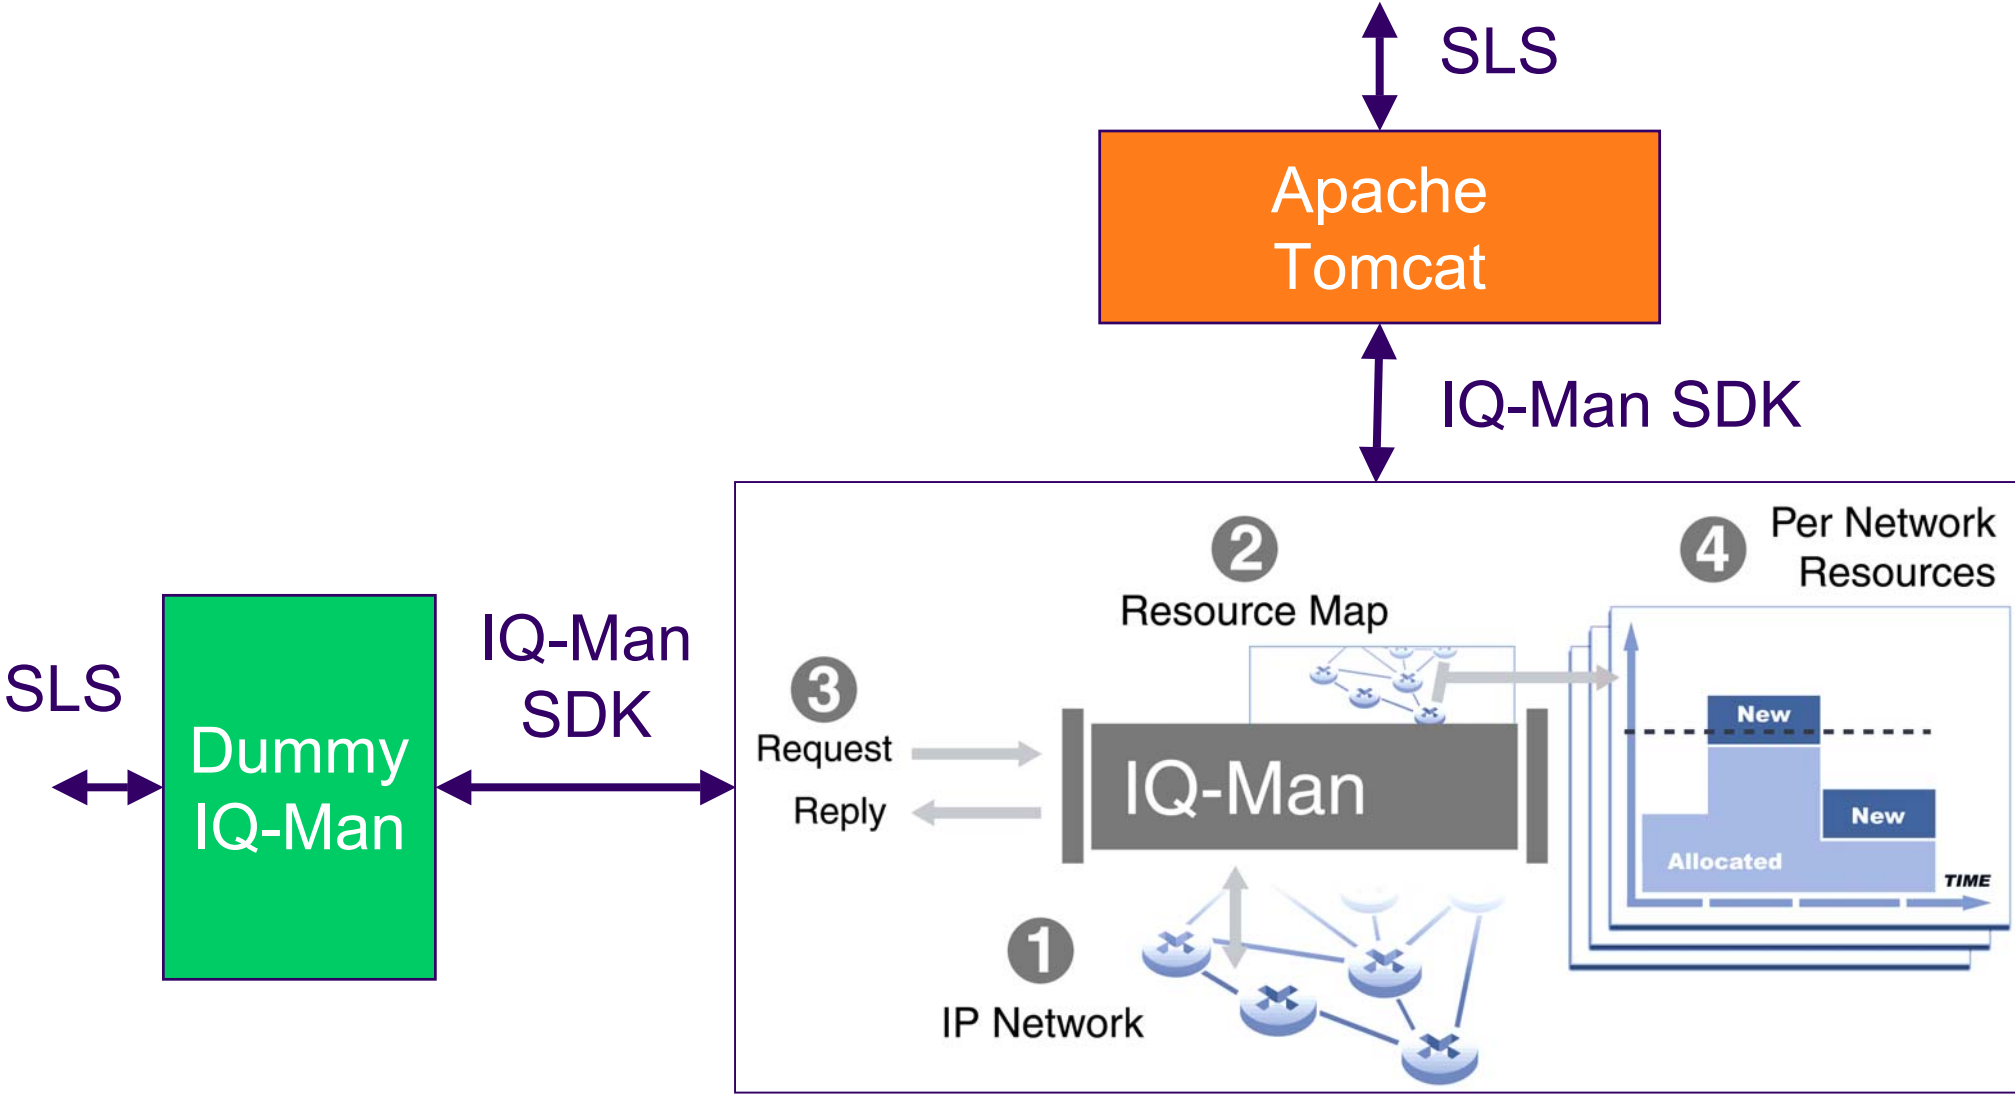 SLS
Apache
Tomcat
IQ-Man SDK
SLS
Dummy
IQ-Man
IQ-Man
SDK
2
Resource Map
4
Per Network
Resources
3
Request
Reply
IQ-Man
New
New
Allocated
TIME
1
IP Network